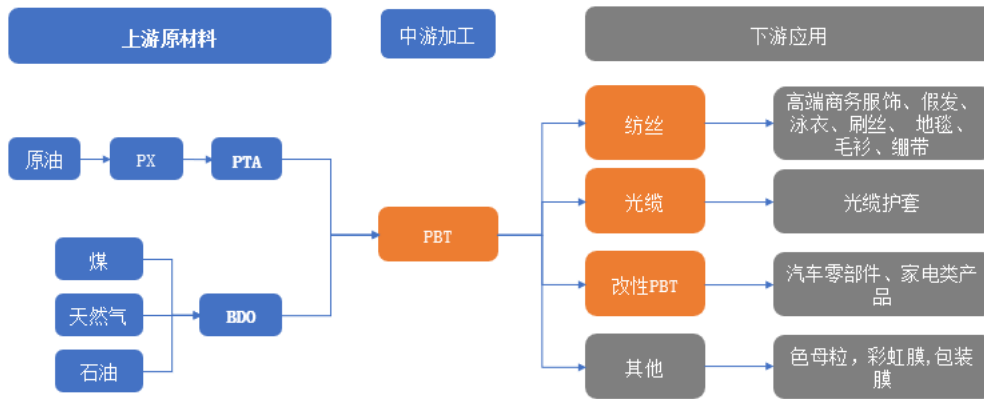 上游原材料
中游加工
下游应用
原油
PX
PTA
煤
天然气
石油
BDO
PBT
纺丝
高端商务服饰、假发、
泳衣、刷丝、 地毯、
毛衫、绷带
光缆
光缆护套
改性PBT
汽车零部件、家电类产
品
其他
色母粒，彩虹膜,包装
膜